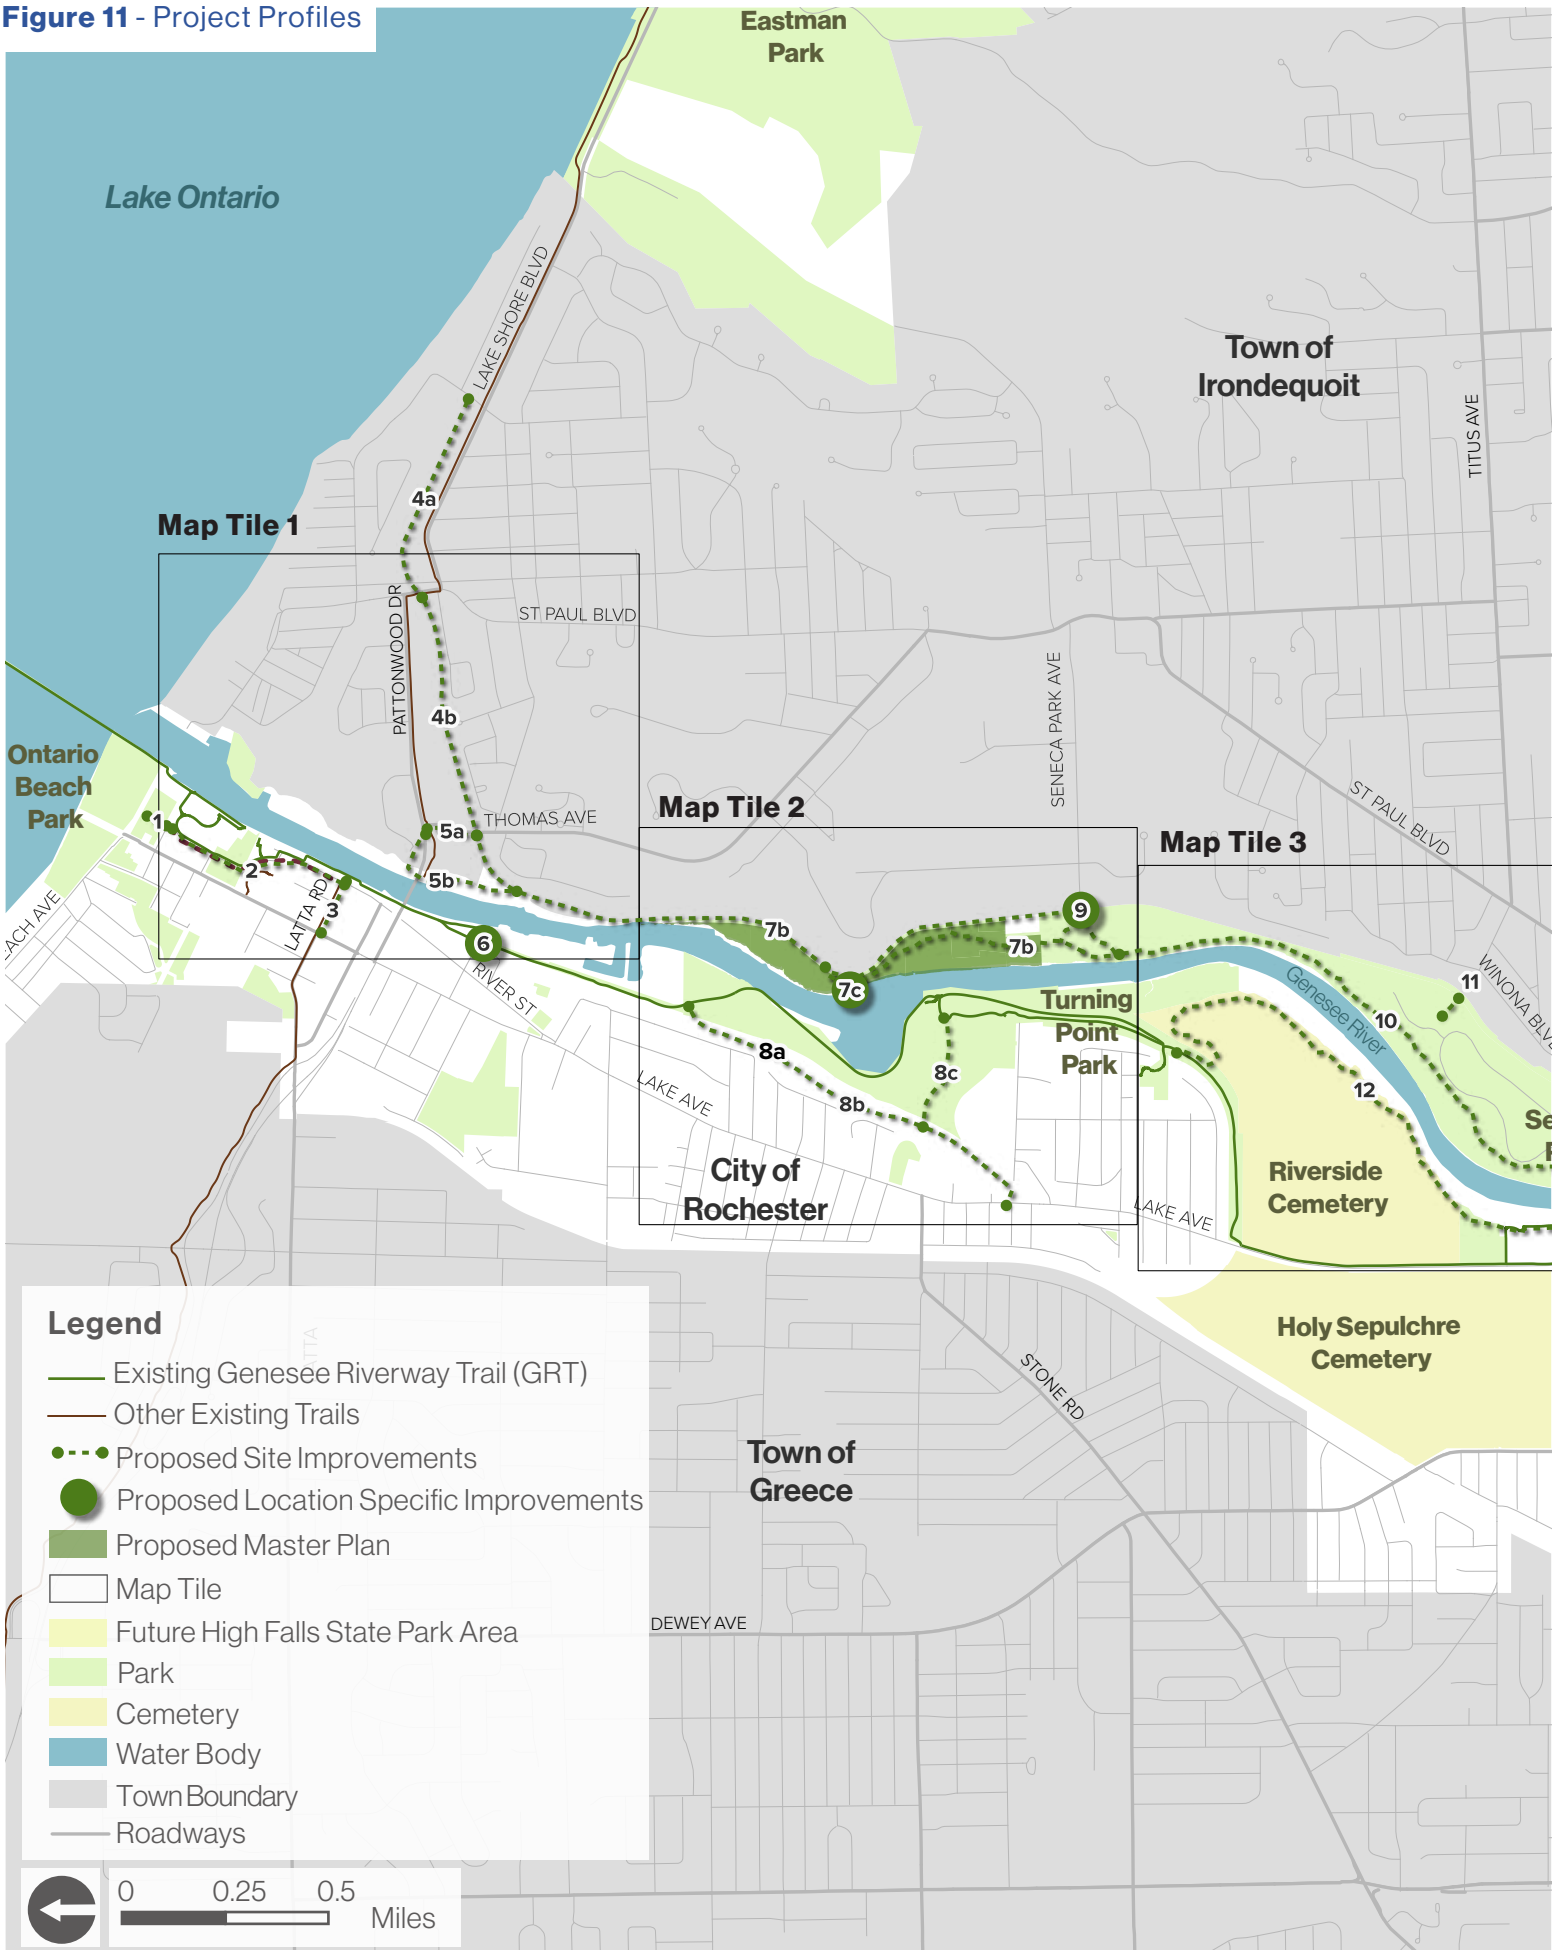 Figure 11 - Project Profiles
Eastman
Park
Lake Ontario
LAKE SHORE BLVD
Town of
Irondequoit
TITUS AVE
4a
Map Tile 1
PATTONWOOD DR
ST PAUL BLVD
4b
SENECA PARK AVE
Ontario
Beach
Park
1
5a
THOMAS AVE
Map Tile 2
ST PAUL BLVD
Map Tile 3
2
5b
LATTA RD
3
EACH AVE
6
RIVER ST
7b
7c
7b
9
Turning
Point
Park
Genesee River
10
11
WINONA BLV
8a
8b
8c
LAKE AVE
12
Se
City of
Rochester
LAKE AVE
Riverside
Cemetery
Holy Sepulchre
Cemetery
STONE RD
Town of
Greece
DEWEY AVE
Legend
ATTA
Existing Genesee Riverway Trail (GRT)
Other Existing Trails
Proposed Site Improvements
Proposed Location Specific Improvements
Proposed Master Plan
Map Tile
Future High Falls State Park Area
Park
Cemetery
Water Body
Town Boundary
Roadways
0 0.25 0.5
Miles